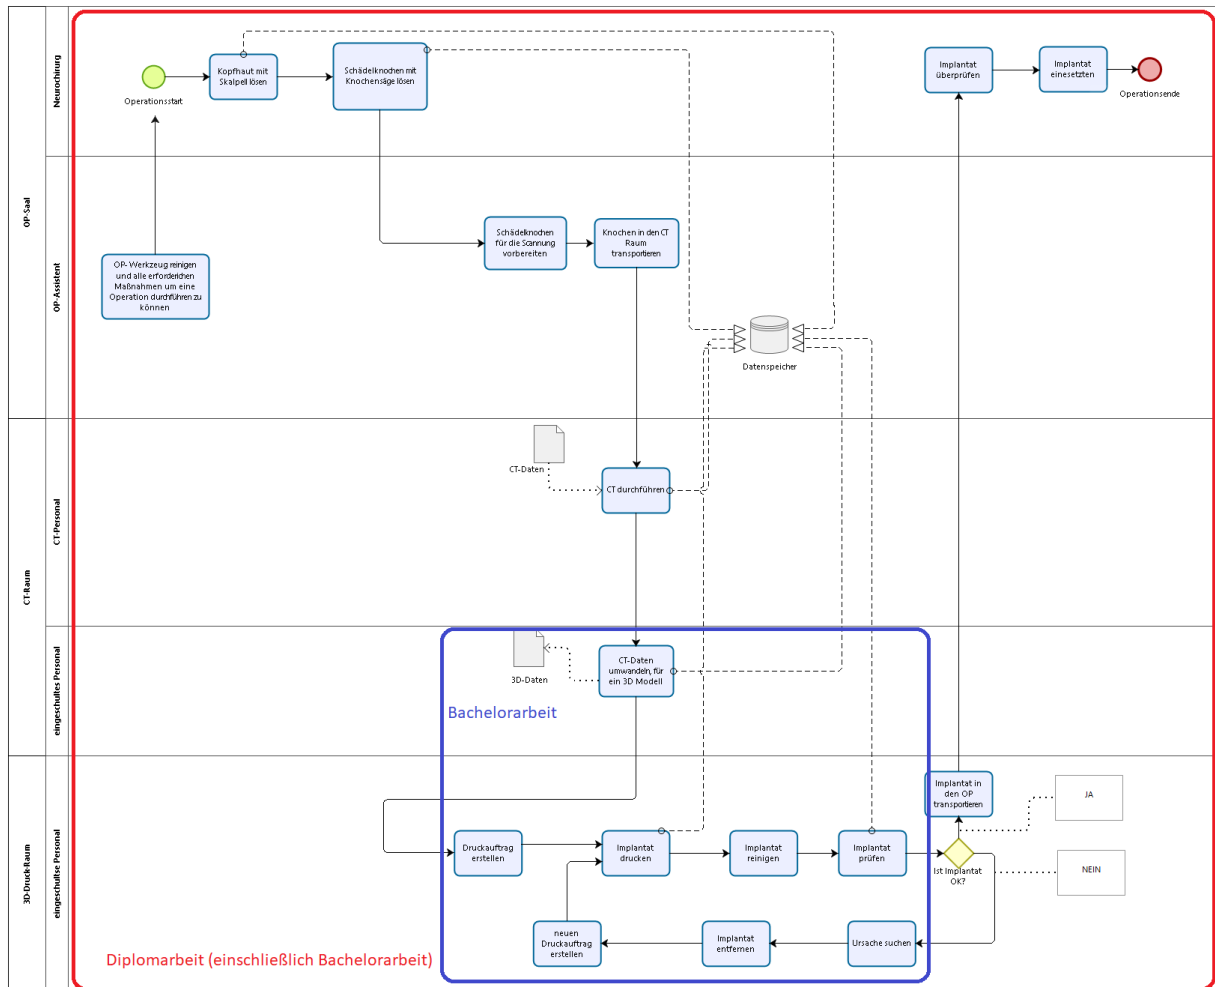 OP-Saal
Neurochirurg
Operationsstart
Kopfhaut mit
Skalpell lösen
Schädelknochen mit
Knochensäge lösen
Implantat
überprüfen
Implantat
einesetzten
Operationsende
OP-Assistent
OP- Werkzeug reinigen
und alle erforderlichen
Maßnahmen um eine
Operation durchführen zu
können
Schädelknochen
für die Scannung
vorbereiten
Knochen in den CT
Raum
transportieren
Datenspeicher
CT-Raum
CT-Personal
CT-Daten
CT durchführen
eingeschultes Personal
3D-Daten
CT-Daten
umwandeln, für
ein 3D Modell
Bachelorarbeit
3D-Druck-Raum
eingeschultse Personal
Druckauftrag
erstellen
Implantat
drucken
Implantat
reinigen
Implantat
prüfen
Implantat in
den OP
transportieren
Ist Implantat
OK?
JA
NEIN
neuen
Druckauftrag
erstellen
Implantat
entfernen
Ursache suchen
Diplomarbeit (einschließlich Bachelorarbeit)